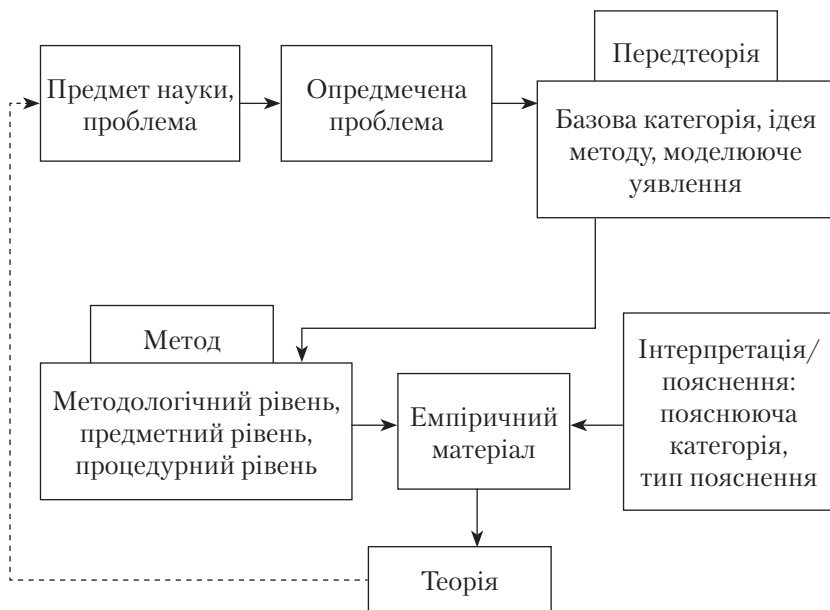 Предмет науки,
проблема
Опредмечена
проблема
Передтеорія
Базова категорія, ідея
методу, моделююче
уявлення
Метод
Методологічний рівень,
предметний рівень,
процедурний рівень
Емпіричний
матеріал
Інтерпретація/
пояснення:
пояснююча
категорія,
тип пояснення
Теорія